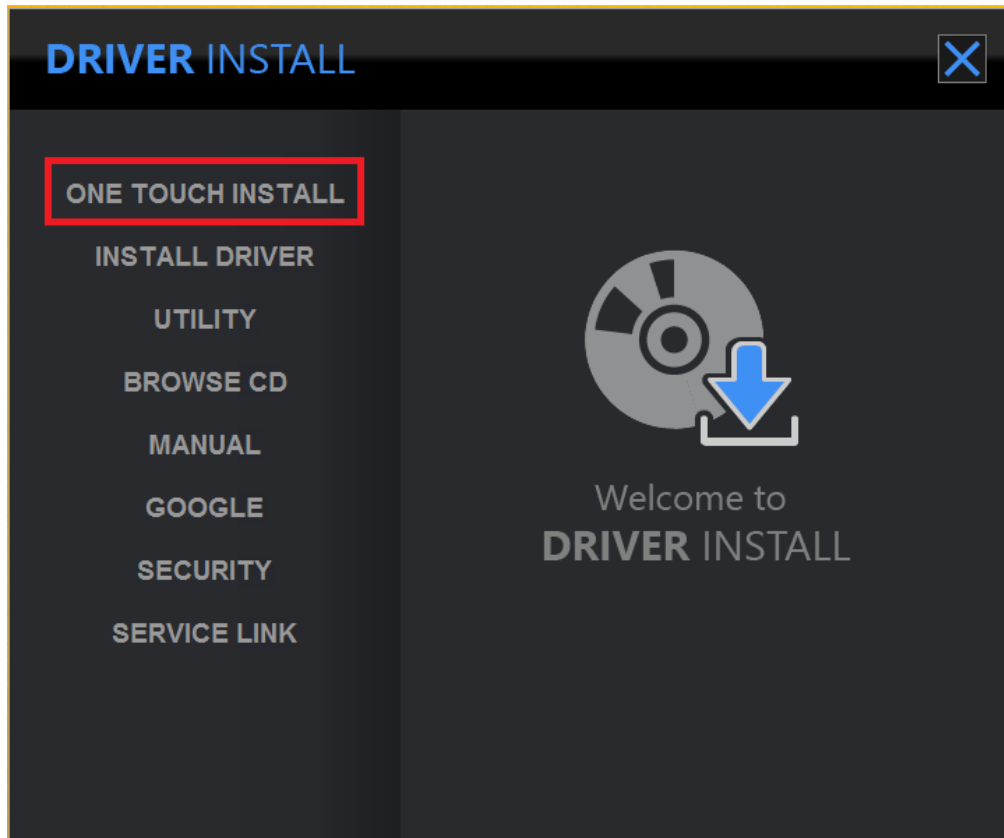 DRIVER INSTALL
ONE TOUCH INSTALL
INSTALL DRIVER
UTILITY
BROWSE CD
MANUAL
GOOGLE
SECURITY
SERVICE LINK
Welcome to
DRIVER INSTALL